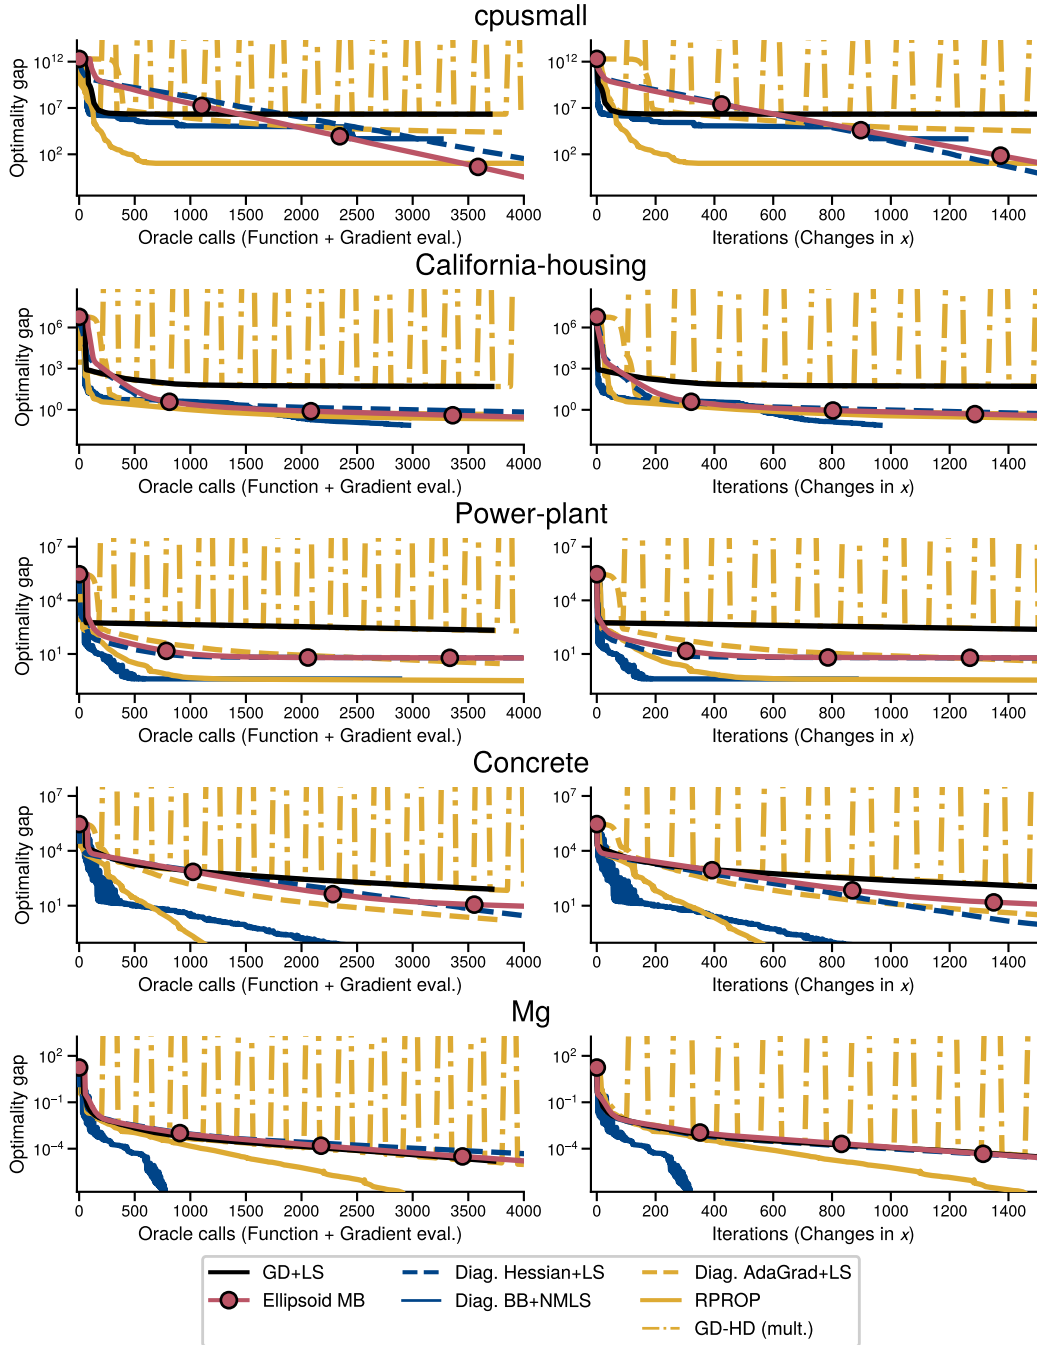 cpusmall
Optimality gap
10¹²
10⁷
10²
0 500 1000 1500 2000 2500 3000 3500 4000
Oracle calls (Function + Gradient eval.)
10¹²
10⁷
10²
0 200 400 600 800 1000 1200 1400
Iterations (Changes in x)
California-housing
Optimality gap
10⁶
10³
10⁰
0 500 1000 1500 2000 2500 3000 3500 4000
Oracle calls (Function + Gradient eval.)
10⁶
10³
10⁰
0 200 400 600 800 1000 1200 1400
Iterations (Changes in x)
Power-plant
Optimality gap
10⁷
10⁴
10¹
0 500 1000 1500 2000 2500 3000 3500 4000
Oracle calls (Function + Gradient eval.)
10⁷
10⁴
10¹
0 200 400 600 800 1000 1200 1400
Iterations (Changes in x)
Concrete
Optimality gap
10⁷
10⁴
10¹
0 500 1000 1500 2000 2500 3000 3500 4000
Oracle calls (Function + Gradient eval.)
10⁷
10⁴
10¹
0 200 400 600 800 1000 1200 1400
Iterations (Changes in x)
Mg
Optimality gap
10²
10⁻¹
10⁻⁴
0 500 1000 1500 2000 2500 3000 3500 4000
Oracle calls (Function + Gradient eval.)
10²
10⁻¹
10⁻⁴
0 200 400 600 800 1000 1200 1400
Iterations (Changes in x)
GD+LS
Ellipsoid MB
Diag. Hessian+LS
Diag. BB+NMLS
Diag. AdaGrad+LS
RPROP
GD-HD (mult.)